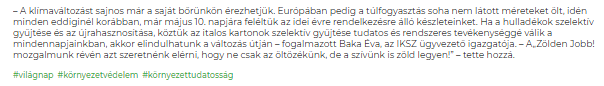 – A klímaváltozást sajnos már a saját bőrünkön érezhetjük. Európában pedig a túlfogyasztás soha nem látott méreteket ölt, idén
minden eddiginél korábban, már május 10. napjára feléltük az idei évre rendelkezésre álló készleteinket. Ha a hulladékok szelektív
gyűjtése és az újrahasznosítása, köztük az italos kartonok szelektív gyűjtése tudatos és rendszeres tevékenységgé válik a
mindennapjainkban, akkor elindulhatunk a változás útján – fogalmazott Baka Éva, az IKSZ ügyvezető igazgatója. – A „Zölden Jobb!
mozgalmunk révén azt szeretnénk elérni, hogy ne csak az öltözékünk, de a szívünk is zöld legyen!” – tette hozzá.
#világnap #környezetvédelem #környezettudatosság